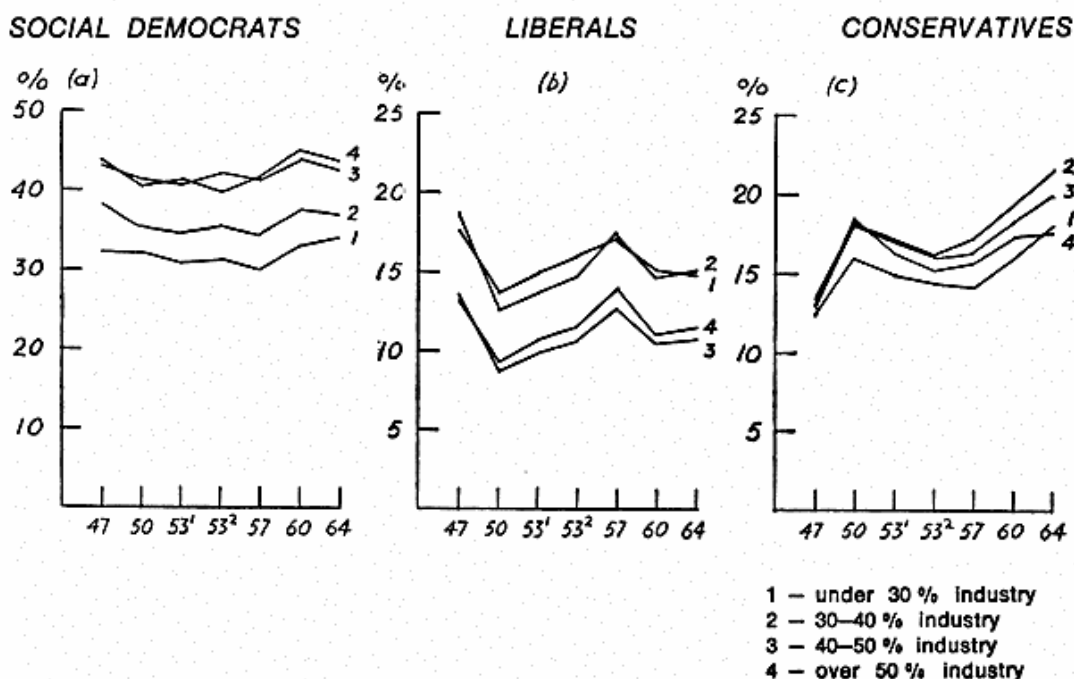 SOCIAL DEMOCRATS
% (a)
50
40
30
20
10
4
3
2
1
47 50 53¹ 53² 57 60 64
LIBERALS
% (b)
25
20
15
10
5
2
1
4
3
47 50 53¹ 53² 57 60 64
CONSERVATIVES
% (c)
25
20
15
10
5
2
3
1
4
47 50 53¹ 53² 57 60 64
1 – under 30 % industry
2 – 30–40 % industry
3 – 40–50 % industry
4 – over 50 % industry